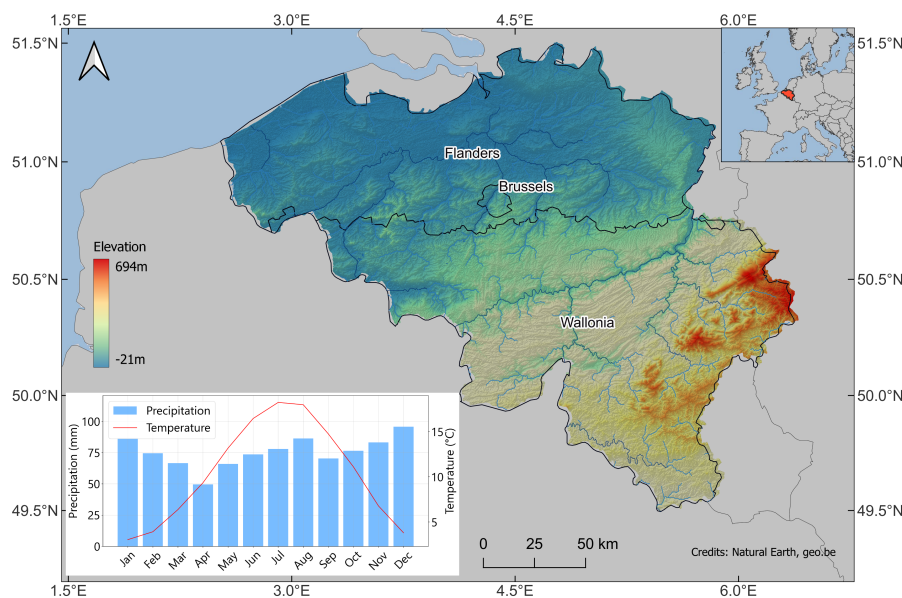 1.5°E 3.0°E 4.5°E 6.0°E
51.5°N 51.5°N
Flanders
51.0°N 51.0°N
Brussels
Elevation
694m
50.5°N 50.5°N
Wallonia
-21m
50.0°N 50.0°N
Precipitation
Temperature
100
75
50
25
0
Precipitation (mm)
15
10
5
Temperature (°C)
Jan Feb Mar Apr May Jun Jul Aug Sep Oct Nov Dec
49.5°N 49.5°N
0 25 50 km
Credits: Natural Earth, geo.be
1.5°E 3.0°E 4.5°E 6.0°E